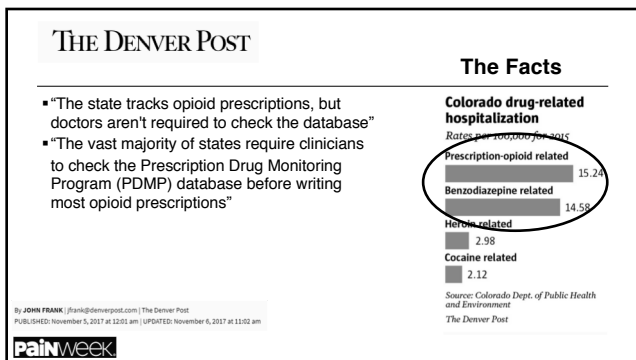 THE DENVER POST
The Facts
▪“The state tracks opioid prescriptions, but
doctors aren't required to check the database”
▪“The vast majority of states require clinicians
to check the Prescription Drug Monitoring
Program (PDMP) database before writing
most opioid prescriptions”
Colorado drug-related
hospitalization
Rates per 100,000 for 2015
Prescription-opioid related
15.24
Benzodiazepine related
14.58
Heroin related
2.98
Cocaine related
2.12
Source: Colorado Dept. of Public Health
and Environment
The Denver Post
By JOHN FRANK | jfrank@denverpost.com | The Denver Post
PUBLISHED: November 5, 2017 at 12:01 am | UPDATED: November 6, 2017 at 11:02 am
PaiNWEEK.